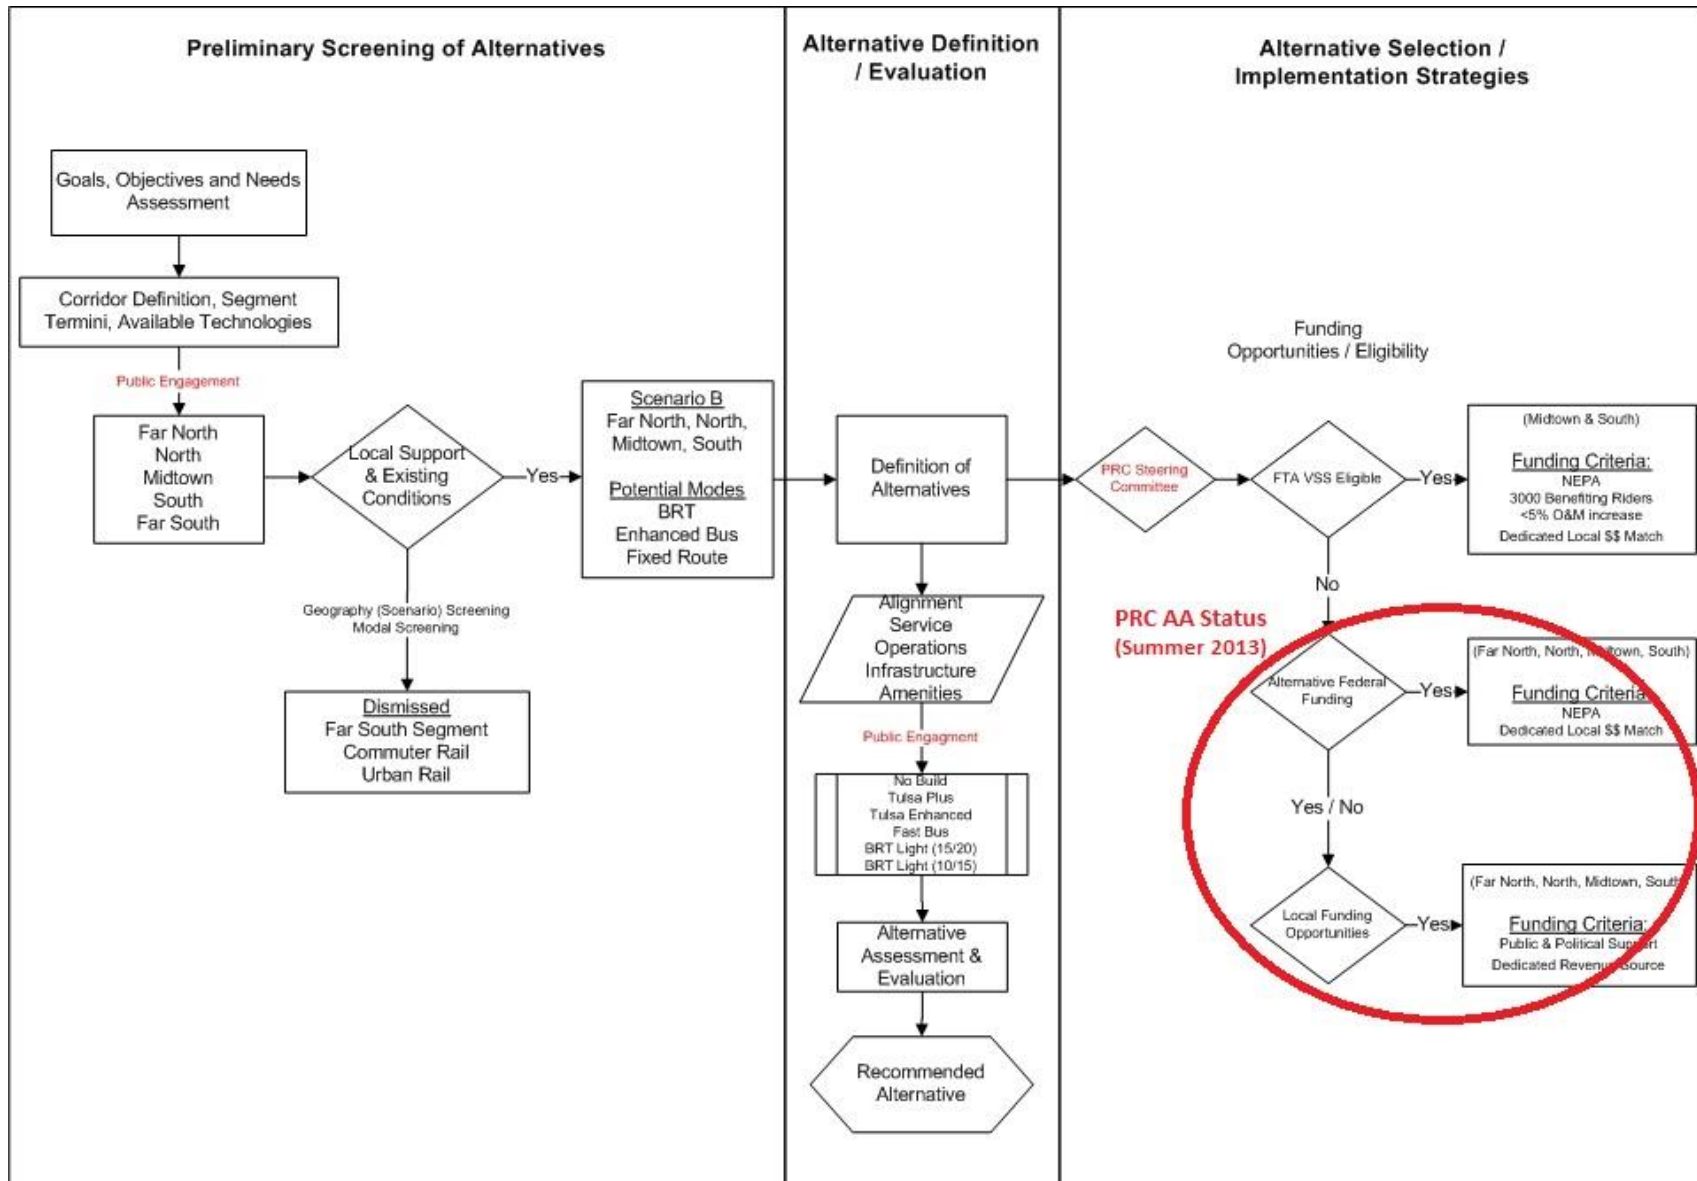 Preliminary Screening of Alternatives
Goals, Objectives and Needs
Assessment
Corridor Definition, Segment
Termini, Available Technologies
Public Engagement
Far North
North
Midtown
South
Far South
Local Support
& Existing
Conditions
Yes
Scenario B
Far North, North,
Midtown, South
Potential Modes
BRT
Enhanced Bus
Fixed Route
Geography (Scenario) Screening
Modal Screening
Dismissed
Far South Segment
Commuter Rail
Urban Rail
Alternative Definition
/ Evaluation
Definition of
Alternatives
Alignment
Service
Operations
Infrastructure
Amenities
Public Engagment
No Build
Tulsa Plus
Tulsa Enhanced
Fast Bus
BRT Light (15/20)
BRT Light (10/15)
Alternative
Assessment &
Evaluation
Recommended
Alternative
Alternative Selection /
Implementation Strategies
Funding
Opportunities / Eligibility
PRC Steering
Committee
FTA VSS Eligible
Yes
(Midtown & South)
Funding Criteria:
NEPA
3000 Benefiting Riders
<5% O&M increase
Dedicated Local $$ Match
No
PRC AA Status
(Summer 2013)
Alternative Federal
Funding
Yes
(Far North, North, Midtown, South)
Funding Criteria:
NEPA
Dedicated Local $$ Match
Yes / No
Local Funding
Opportunities
Yes
(Far North, North, Midtown, South)
Funding Criteria:
Public & Political Support
Dedicated Revenue Source